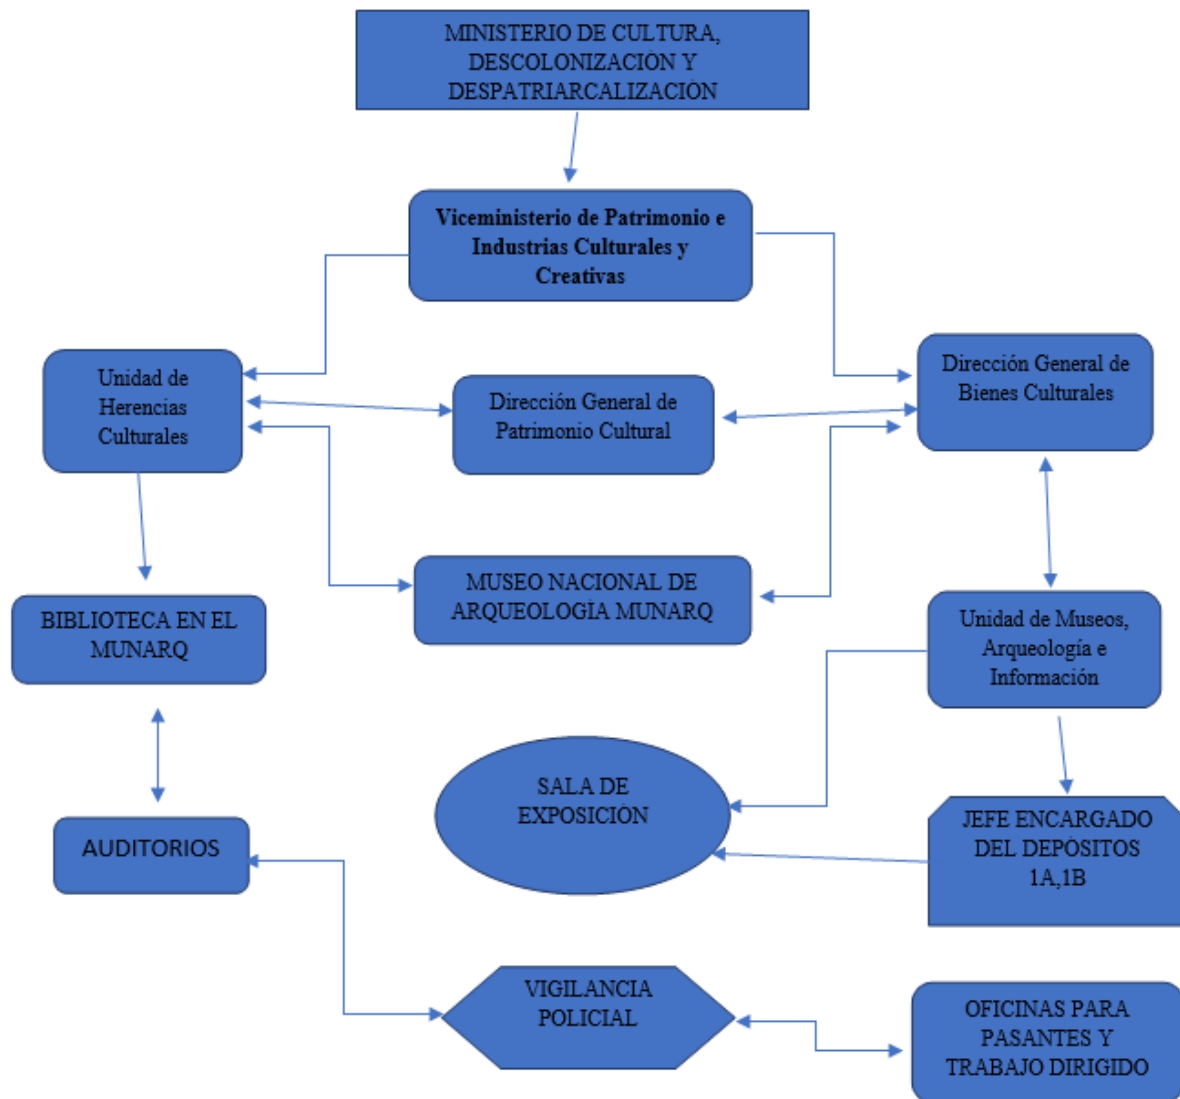 MINISTERIO DE CULTURA,
DESCOLONIZACIÓN Y
DESPATRIARCALIZACIÓN
Viceministerio de Patrimonio e
Industrias Culturales y
Creativas
Unidad de
Herencias
Culturales
Dirección General de
Patrimonio Cultural
Dirección General de
Bienes Culturales
MUSEO NACIONAL DE
ARQUEOLOGÍA MUNARQ
BIBLIOTECA EN EL
MUNARQ
Unidad de Museos,
Arqueología e
Información
SALA DE
EXPOSICIÓN
JEFE ENCARGADO
DEL DEPÓSITOS
1A,1B
AUDITORIOS
VIGILANCIA
POLICIAL
OFICINAS PARA
PASANTES Y
TRABAJO DIRIGIDO